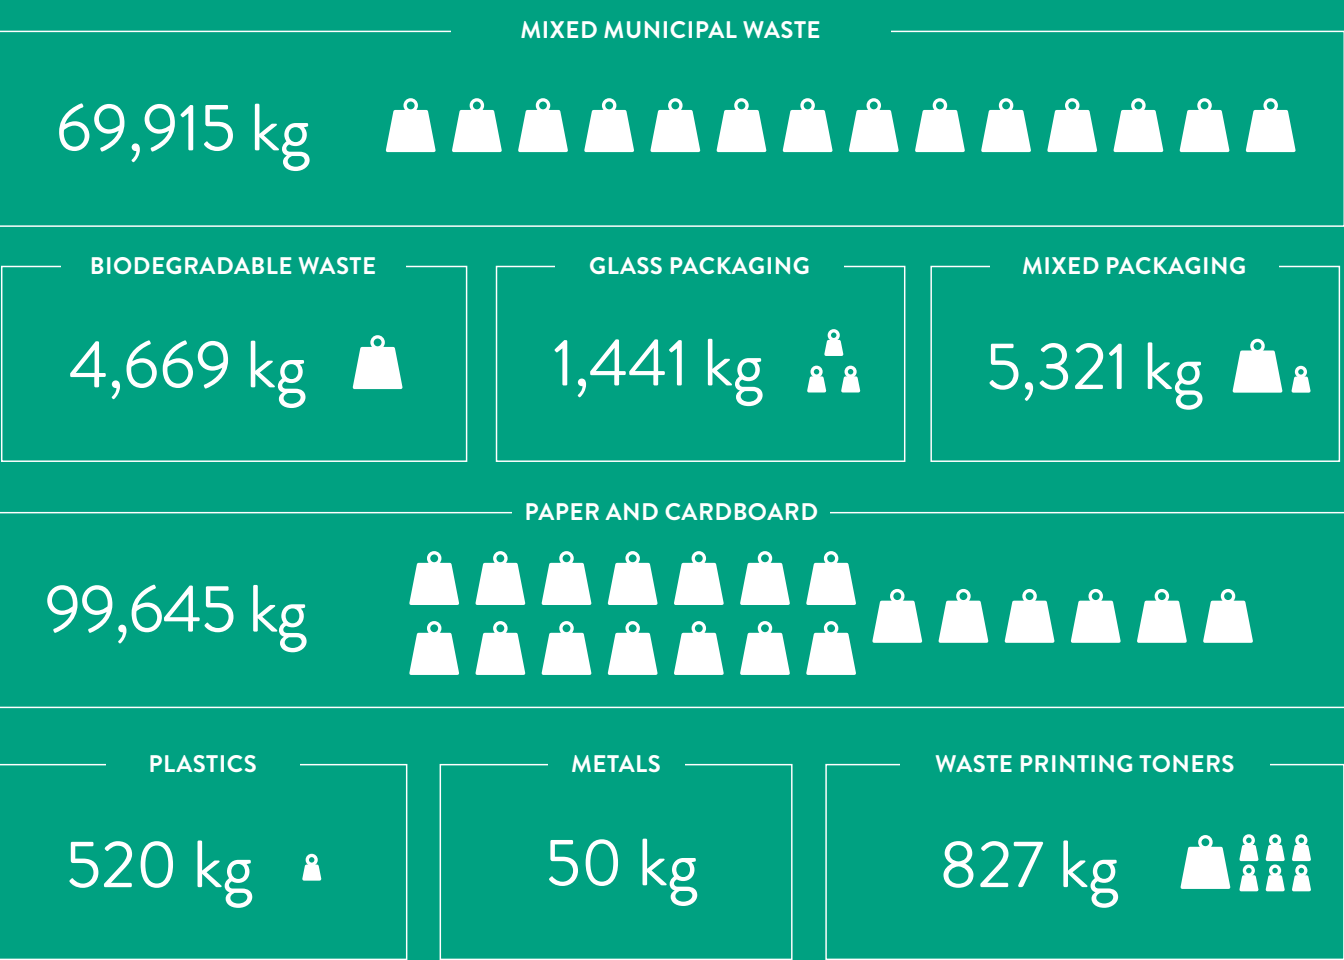 MIXED MUNICIPAL WASTE
69,915 kg
BIODEGRADABLE WASTE
4,669 kg
GLASS PACKAGING
1,441 kg
MIXED PACKAGING
5,321 kg
PAPER AND CARDBOARD
99,645 kg
PLASTICS
520 kg
METALS
50 kg
WASTE PRINTING TONERS
827 kg